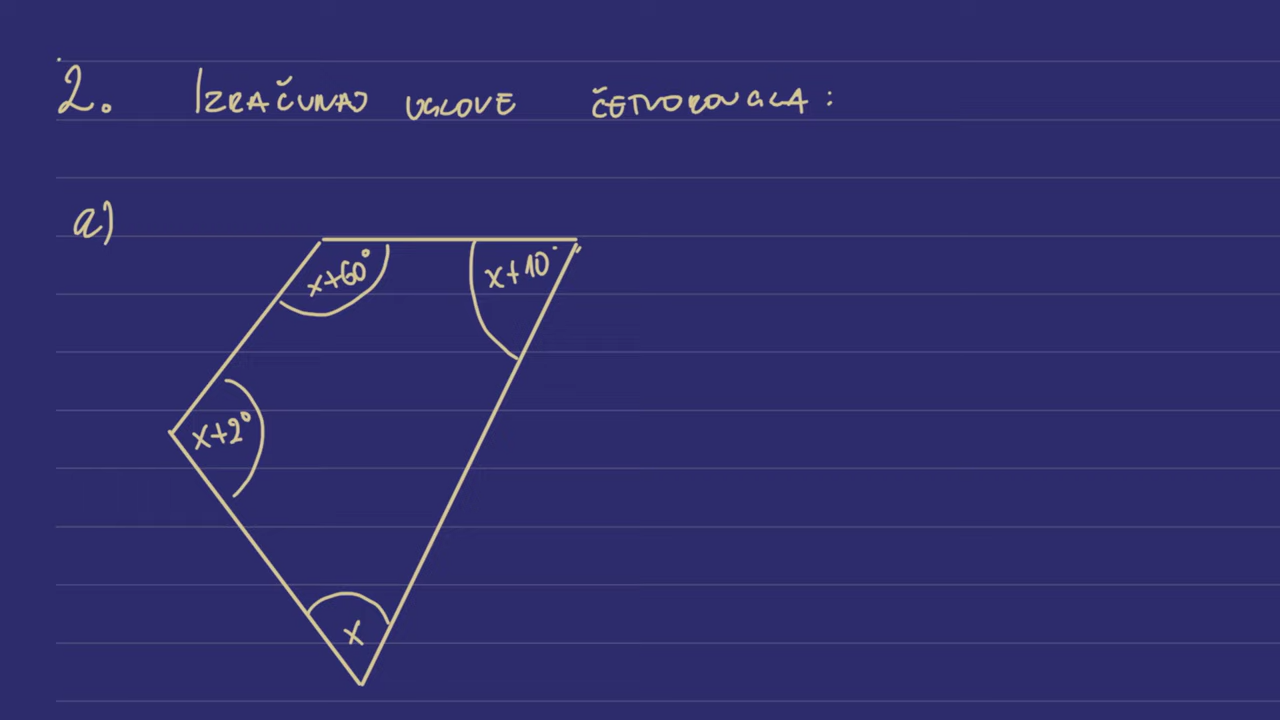 2. IZRAČUNAJ UGLOVE ČETVOROUGLA:
a)
x+60° x+10°
x+2°
x